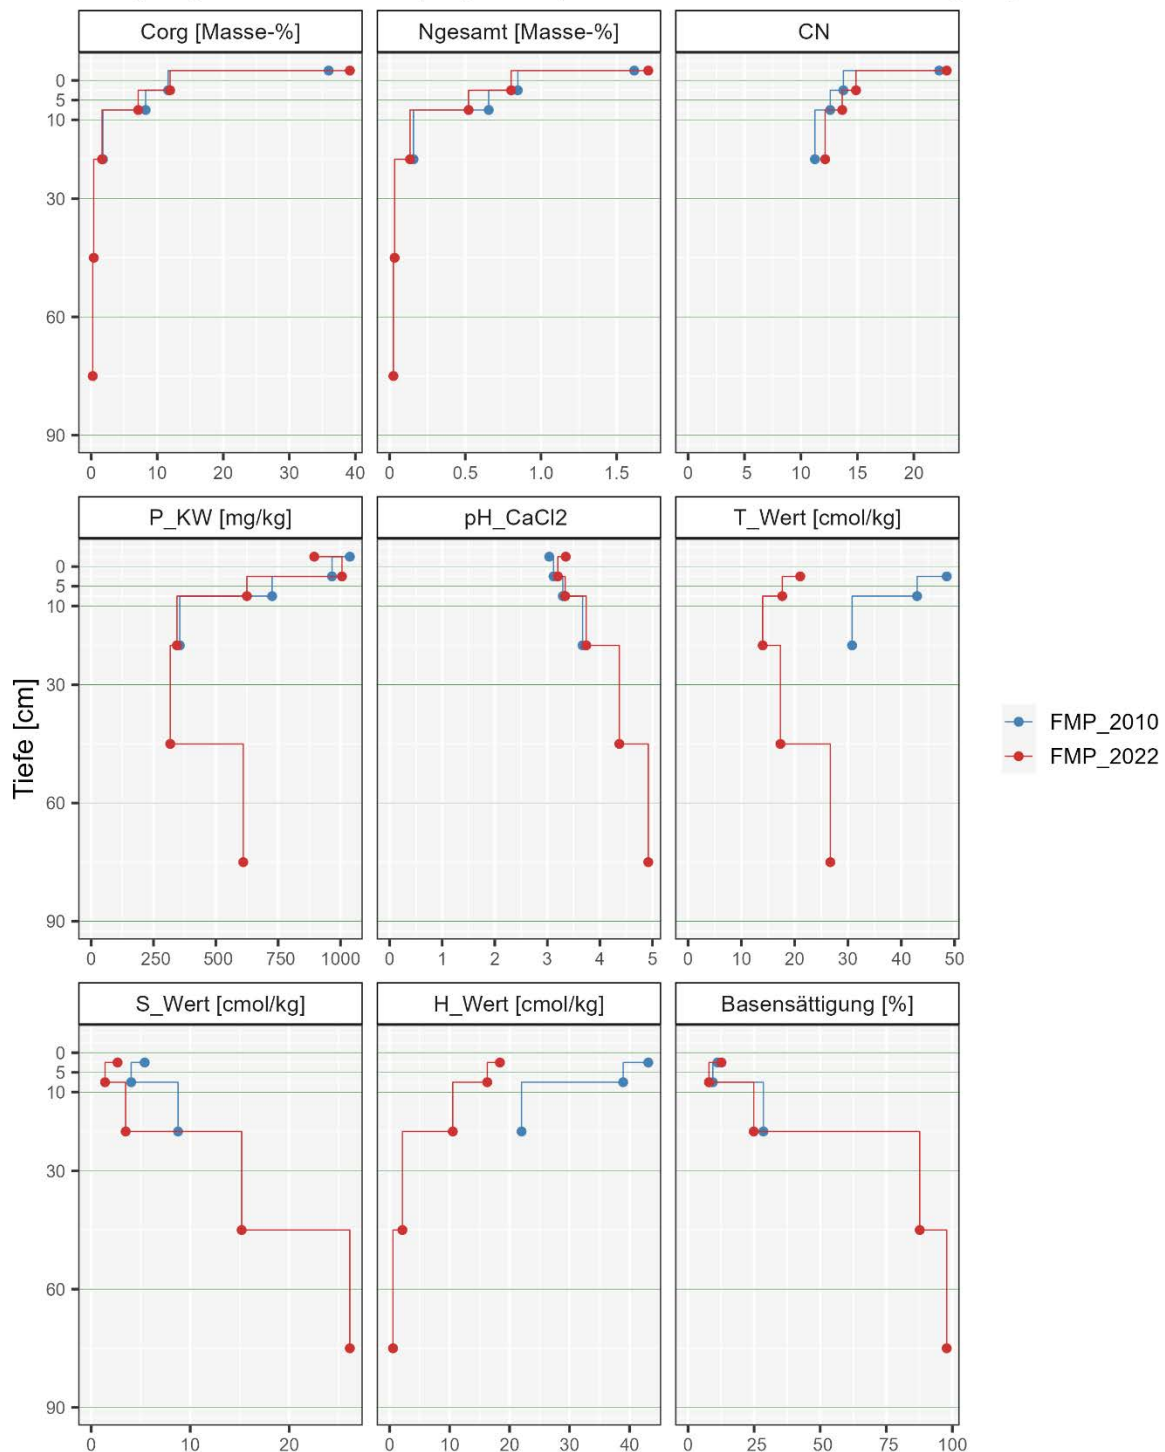 Corg [Masse-%] Ngesamt [Masse-%] CN
0
5
10
30
60
90
0 10 20 30 40 0 0.5 1.0 1.5 0 5 10 15 20
P_KW [mg/kg] pH_CaCl2 T_Wert [cmol/kg]
0
5
10
30
60
90
Tiefe [cm]
0 250 500 750 1000 0 1 2 3 4 5 0 10 20 30 40 50
FMP_2010
FMP_2022
S_Wert [cmol/kg] H_Wert [cmol/kg] Basensättigung [%]
0
5
10
30
60
90
0 10 20 0 10 20 30 40 0 25 50 75 100